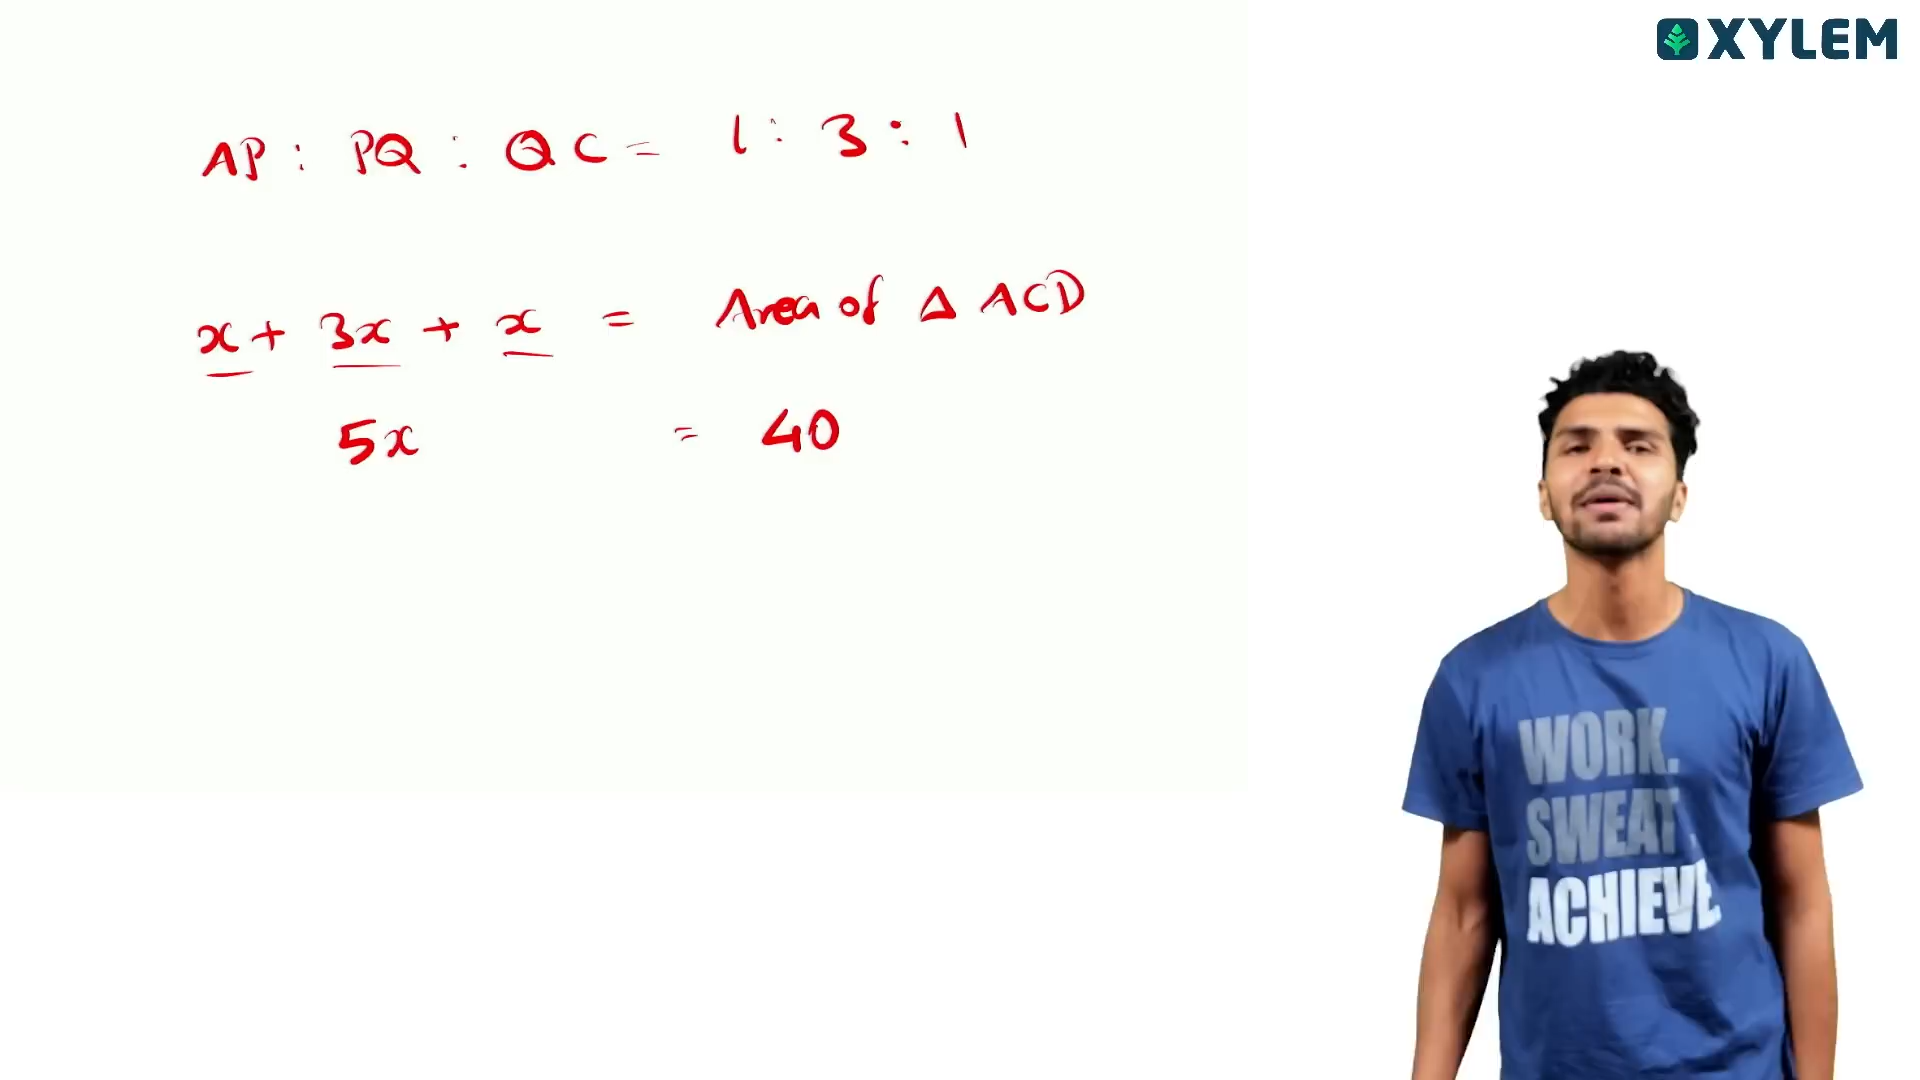 XYLEM
AP : PQ : QC = 1 : 3 : 1
x + 3x + x = Area of Δ ACD
5x = 40
WORK.
SWEAT.
ACHIEVE.